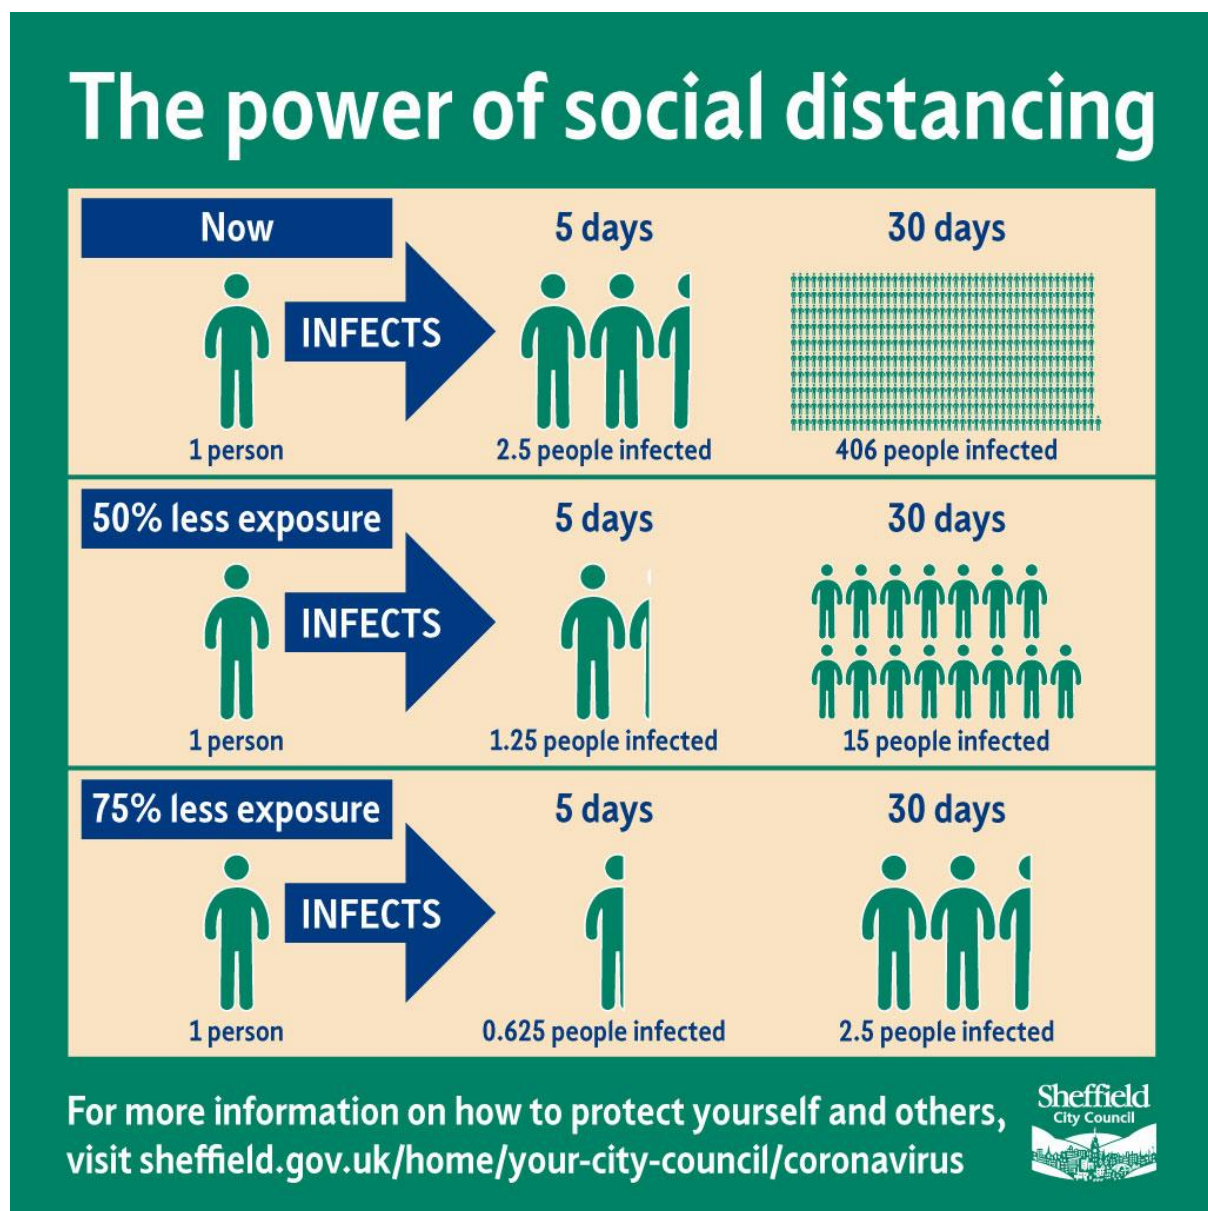 The power of social distancing
Now
5 days
30 days
INFECTS
1 person
2.5 people infected
406 people infected
50% less exposure
5 days
30 days
INFECTS
1 person
1.25 people infected
15 people infected
75% less exposure
5 days
30 days
INFECTS
1 person
0.625 people infected
2.5 people infected
For more information on how to protect yourself and others,
visit sheffield.gov.uk/home/your-city-council/coronavirus
Sheffield
City Council